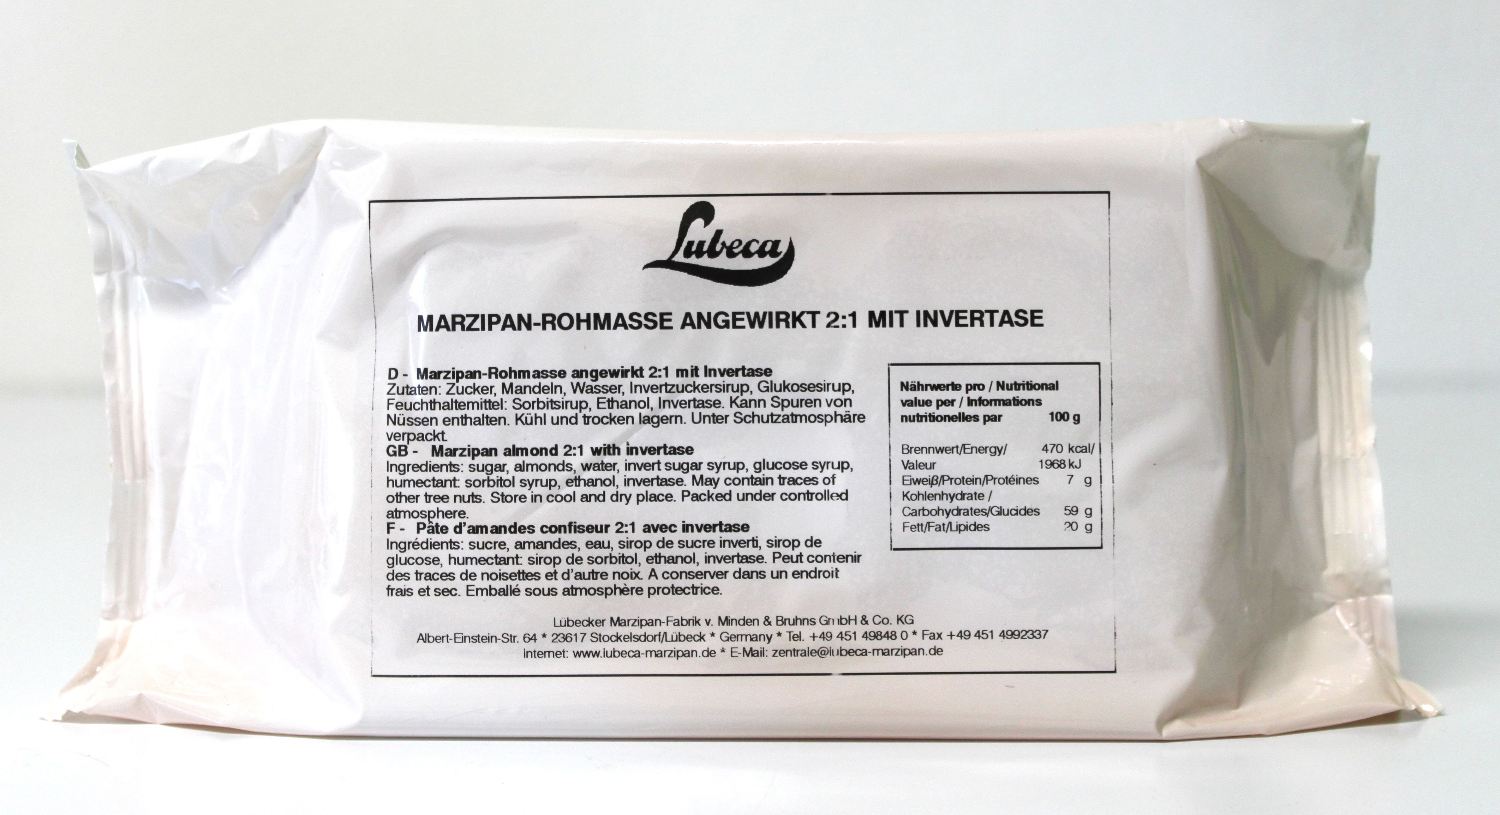 Lubeca
MARZIPAN-ROHMASSE ANGEWIRKT 2:1 MIT INVERTASE
D - Marzipan-Rohmasse angewirkt 2:1 mit Invertase
Zutaten: Zucker, Mandeln, Wasser, Invertzuckersirup, Glukosesirup,
Feuchthaltemittel: Sorbitsirup, Ethanol, Invertase. Kann Spuren von
Nüssen enthalten. Kühl und trocken lagern. Unter Schutzatmosphäre
verpackt
GB - Marzipan almond 2:1 with invertase
Ingredients: sugar, almonds, water, invert sugar syrup, glucose syrup,
humectant: sorbitol syrup, ethanol, invertase. May contain traces of
other tree nuts. Store in cool and dry place. Packed under controlled
atmosphere.
F - Pâte d'amandes confiseur 2:1 avec invertase
Ingrédients: sucre, amandes, eau, sirop de sucre inverti, sirop de
glucose, humectant: sirop de sorbitol, ethanol, invertase. Peut contenir
des traces de noisettes et d'autre noix. A conserver dans un endroit
frais et sec. Emballé sous atmosphère protectrice.
Nährwerte pro / Nutritional
value per / Informations
nutritionelles par 100 g
Brennwert/Energy/ 470 kcal/
Valeur 1968 kJ
Eiweiß/Protein/Protéines 7 g
Kohlenhydrate /
Carbohydrates/Glucides 59 g
Fett/Fat/Lipides 20 g
Lübecker Marzipan-Fabrik v. Minden & Bruhns GmbH & Co. KG
Albert-Einstein-Str. 64 * 23617 Stockelsdorf/Lübeck * Germany * Tel. +49 451 49848 0 * Fax +49 451 4992337
Internet: www.lubeca-marzipan.de * E-Mail: zentrale@lubeca-marzipan.de